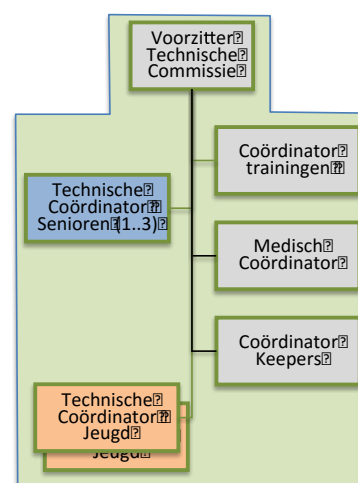 Voorzitter
Technische
Commissie
Coördinator
trainingen
Technische
Coördinator
Senioren (1..3)
Medisch
Coördinator
Coördinator
Keepers
Technische
Coördinator
Jeugd
Jeugd